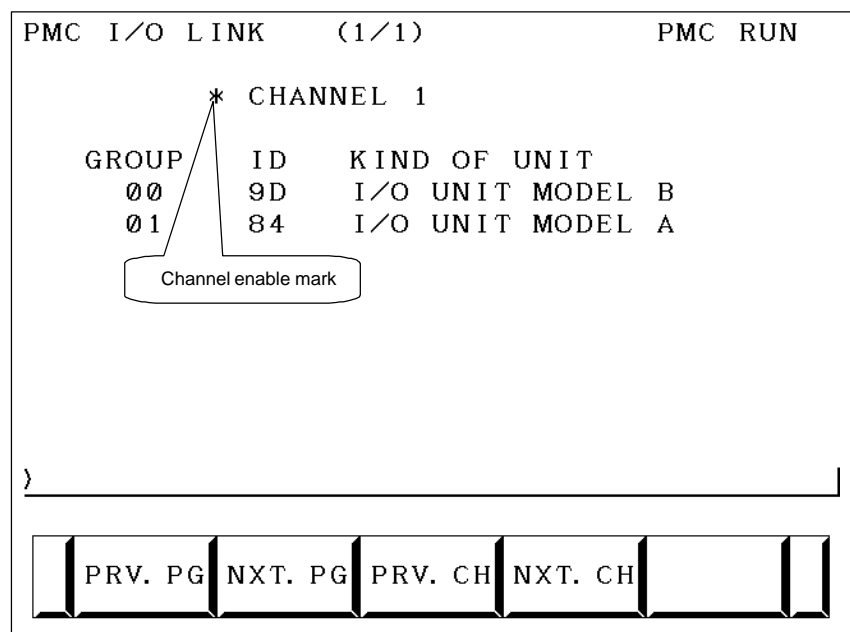 PMC I/O LINK (1/1) PMC RUN
* CHANNEL 1
GROUP ID KIND OF UNIT
00 9D I/O UNIT MODEL B
01 84 I/O UNIT MODEL A
Channel enable mark
>
PRV. PG NXT. PG PRV. CH NXT. CH